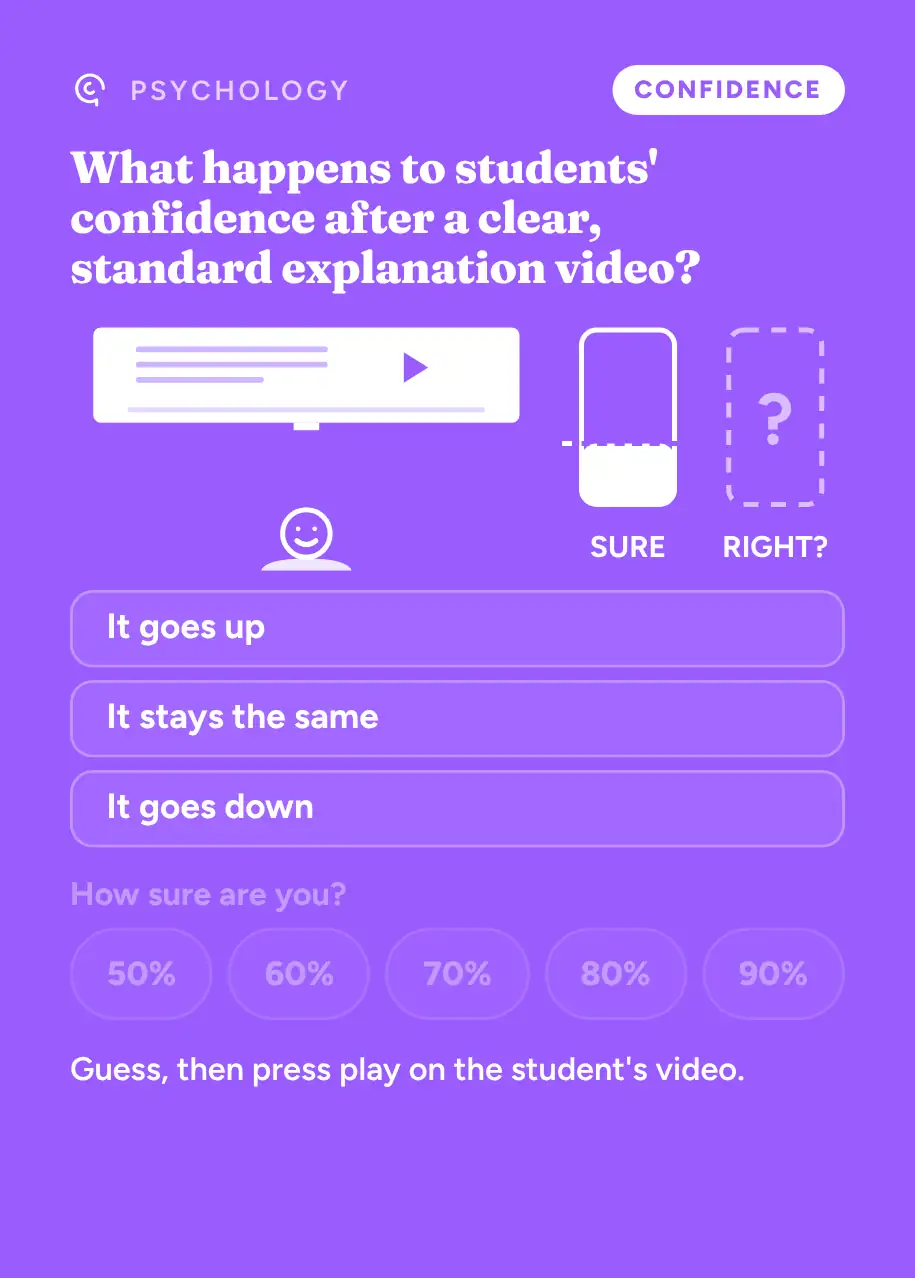 PSYCHOLOGY
CONFIDENCE
What happens to students'
confidence after a clear,
standard explanation video?
?
SURE
RIGHT?
It goes up
It stays the same
It goes down
How sure are you?
50%
60%
70%
80%
90%
Guess, then press play on the student's video.